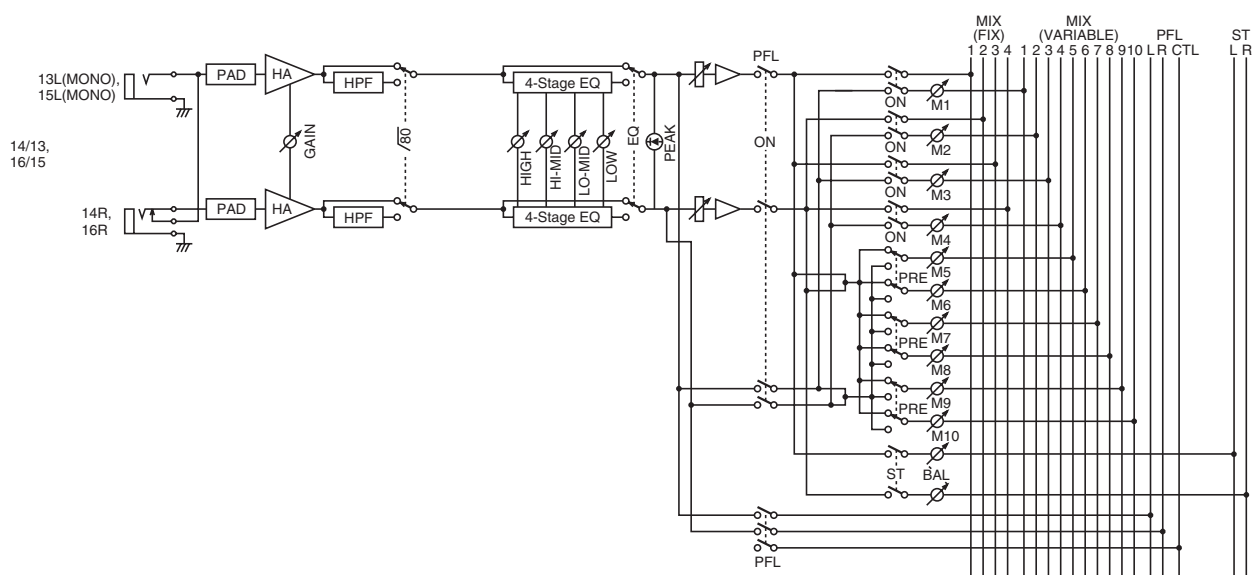 MIX
(FIX)
MIX
(VARIABLE)
PFL
ST
1 2 3 4 1 2 3 4 5 6 7 8 9 10 L R CTL L R
13L(MONO),
15L(MONO)
PAD
HA
HPF
4-Stage EQ
PFL
ON
M1
14/13,
16/15
GAIN
80
HIGH
HI-MID
LO-MID
LOW
EQ
PEAK
ON
ON
M2
ON
M3
14R,
16R
PAD
HA
HPF
4-Stage EQ
ON
M4
M5
PRE
M6
M7
PRE
M8
M9
PRE
M10
ST
BAL
PFL